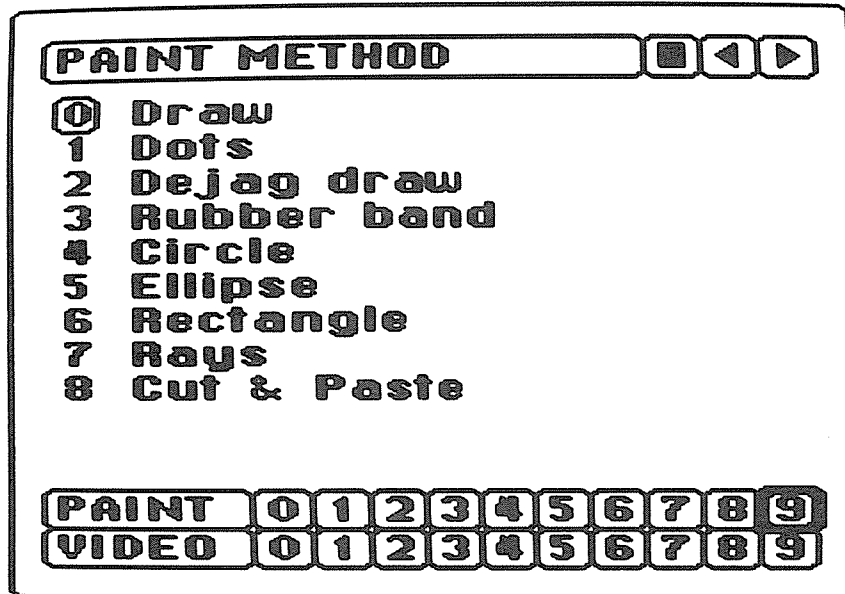 PAINT METHOD
0 Draw
1 Dots
2 Dejag draw
3 Rubber band
4 Circle
5 Ellipse
6 Rectangle
7 Rays
8 Cut & Paste
PAINT 0 1 2 3 4 5 6 7 8 9
VIDEO 0 1 2 3 4 5 6 7 8 9